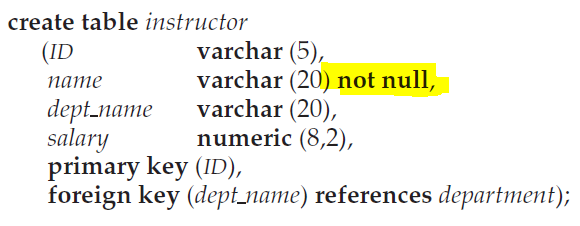 create table instructor
(ID varchar (5),
name varchar (20) not null,
dept_name varchar (20),
salary numeric (8,2),
primary key (ID),
foreign key (dept_name) references department);